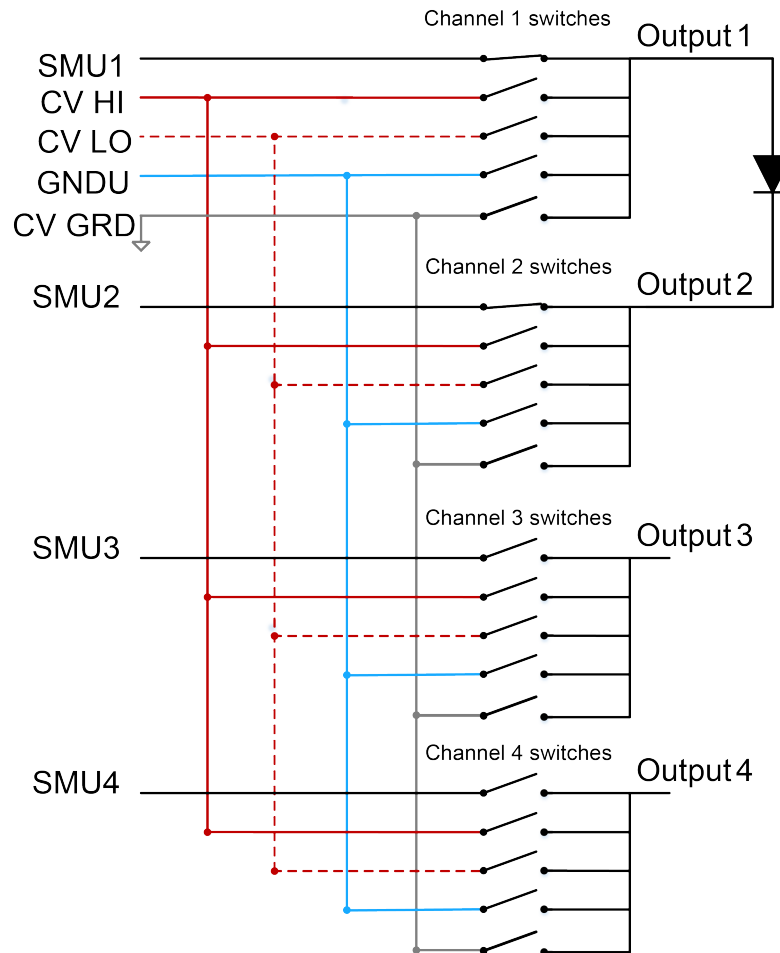 Channel 1 switches
Output 1
SMU1
CV HI
CV LO
GNDU
CV GRD
Channel 2 switches
Output 2
SMU2
Channel 3 switches
Output 3
SMU3
Channel 4 switches
Output 4
SMU4